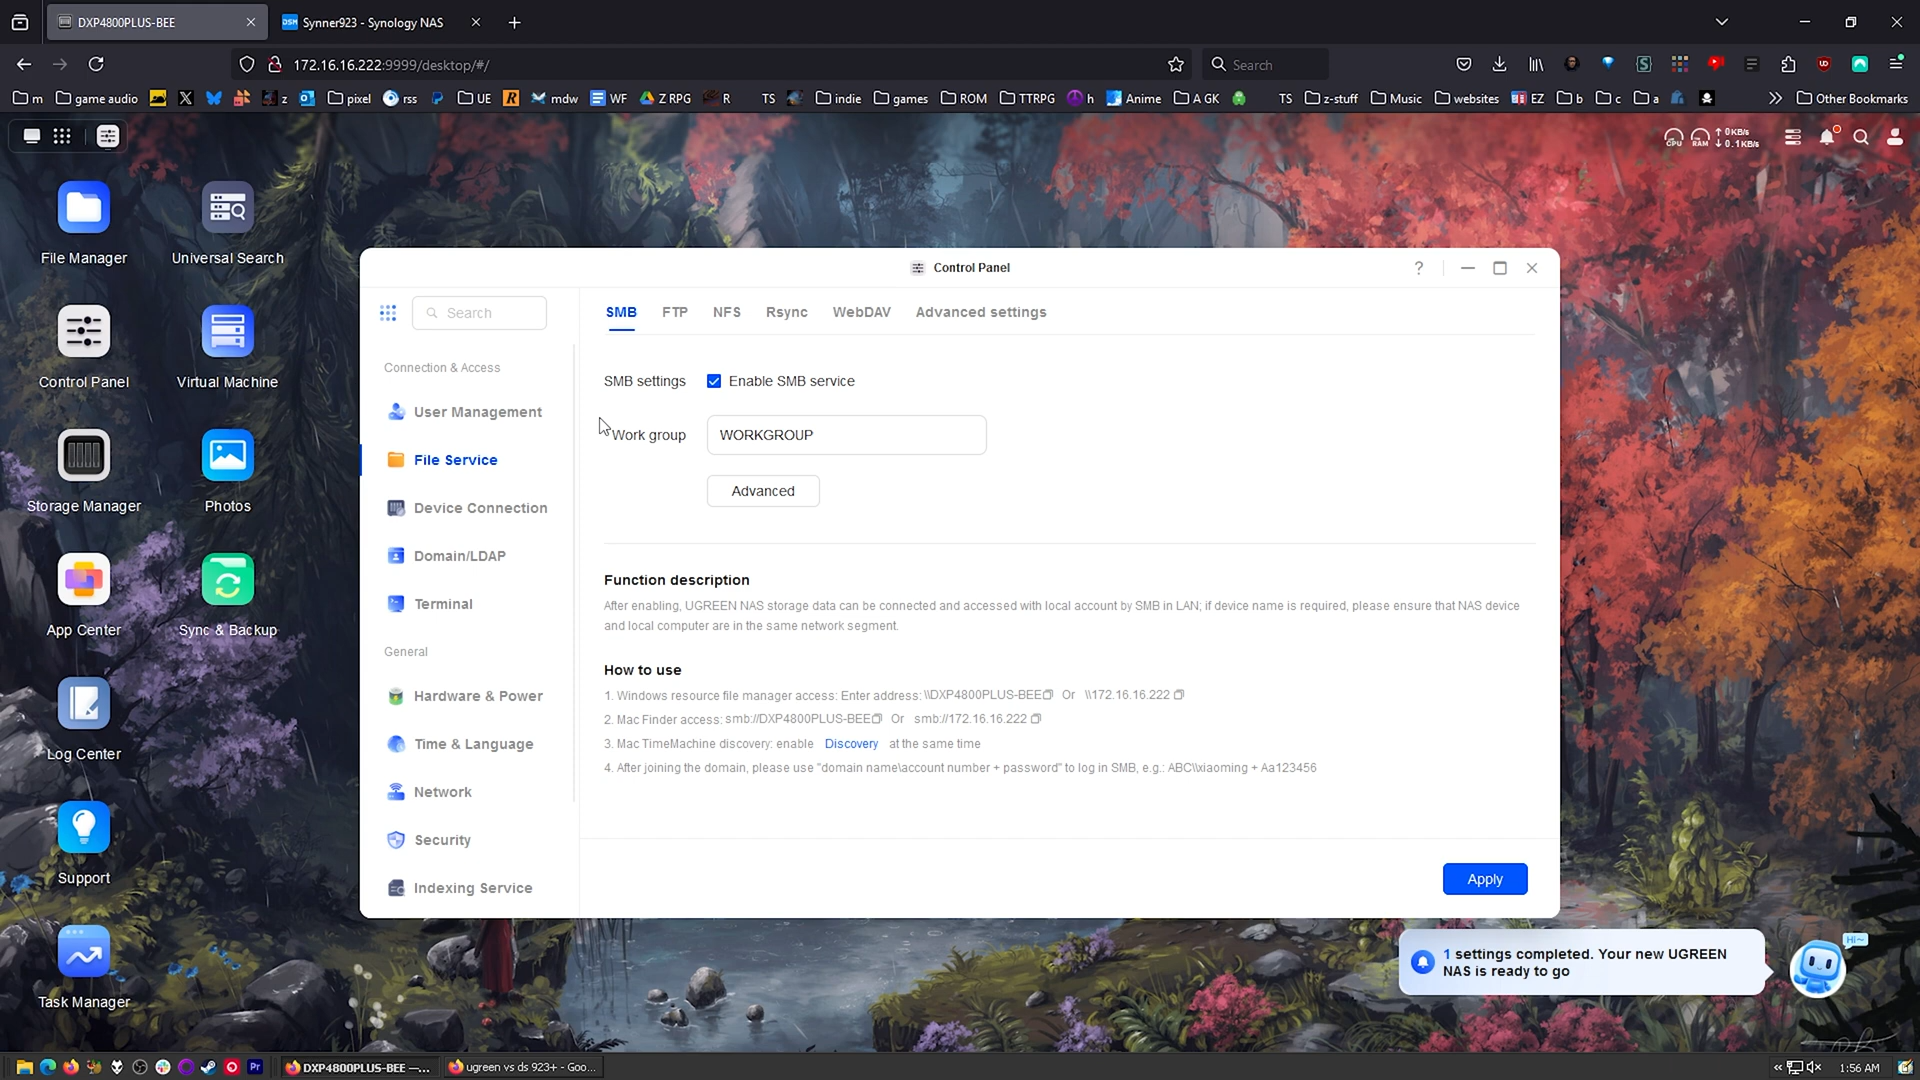 DXP4800PLUS-BEE
DSM
Synner923 - Synology NAS
172.16.16.222:9999/desktop/#/
Search
m
game audio
z
pixel
rss
UE
mdw
WF
Z RPG
R
TS
indie
games
ROM
TTRPG
h
Anime
A GK
TS
z-stuff
Music
websites
EZ
b
c
a
Other Bookmarks
CPU
RAM
0KB/s
0.1KB/s
File Manager
Universal Search
Control Panel
Virtual Machine
Storage Manager
Photos
App Center
Sync & Backup
Log Center
Support
Task Manager
Control Panel
?
Search
SMB
FTP
NFS
Rsync
WebDAV
Advanced settings
Connection & Access
User Management
File Service
Device Connection
Domain/LDAP
Terminal
General
Hardware & Power
Time & Language
Network
Security
Indexing Service
SMB settings
Enable SMB service
Work group
WORKGROUP
Advanced
Function description
After enabling, UGREEN NAS storage data can be connected and accessed with local account by SMB in LAN; if device name is required, please ensure that NAS device
and local computer are in the same network segment.
How to use
1. Windows resource file manager access: Enter address: \\DXP4800PLUS-BEE Or \\172.16.16.222
2. Mac Finder access: smb://DXP4800PLUS-BEE Or smb://172.16.16.222
3. Mac TimeMachine discovery: enable Discovery at the same time
4. After joining the domain, please use "domain name\account number + password" to log in SMB, e.g.: ABC\\xiaoming + Aa123456
Apply
1 settings completed. Your new UGREEN
NAS is ready to go
Hi~
Pr
DXP4800PLUS-BEE —...
ugreen vs ds 923+ - Goo...
1:56 AM